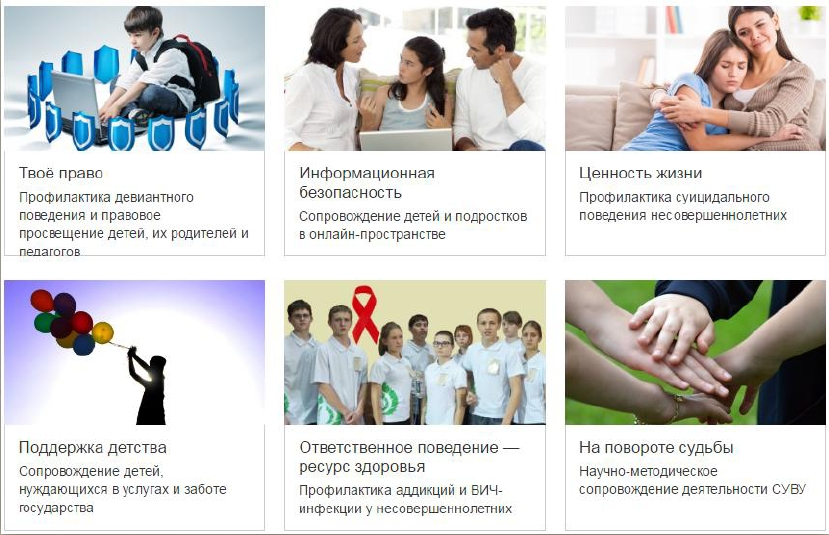 Твоё право
Профилактика девиантного
поведения и правовое
просвещение детей, их родителей и
педагогов
Информационная
безопасность
Сопровождение детей и подростков
в онлайн-пространстве
Ценность жизни
Профилактика суицидального
поведения несовершеннолетних
Поддержка детства
Сопровождение детей,
нуждающихся в услугах и заботе
государства
Ответственное поведение —
ресурс здоровья
Профилактика аддикций и ВИЧ-
инфекции у несовершеннолетних
На повороте судьбы
Научно-методическое
сопровождение деятельности СУВУ